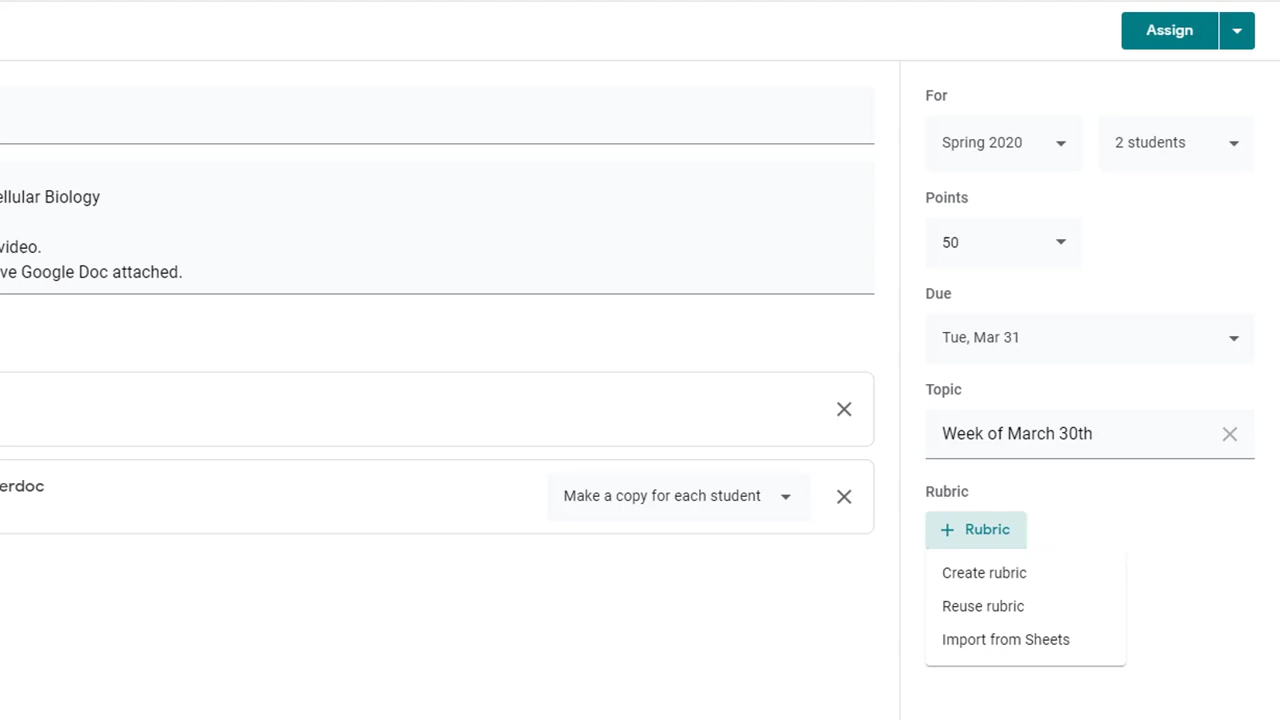 Assign
ellular Biology
video.
ve Google Doc attached.
erdoc
Make a copy for each student
For
Spring 2020
2 students
Points
50
Due
Tue, Mar 31
Topic
Week of March 30th
Rubric
+ Rubric
Create rubric
Reuse rubric
Import from Sheets